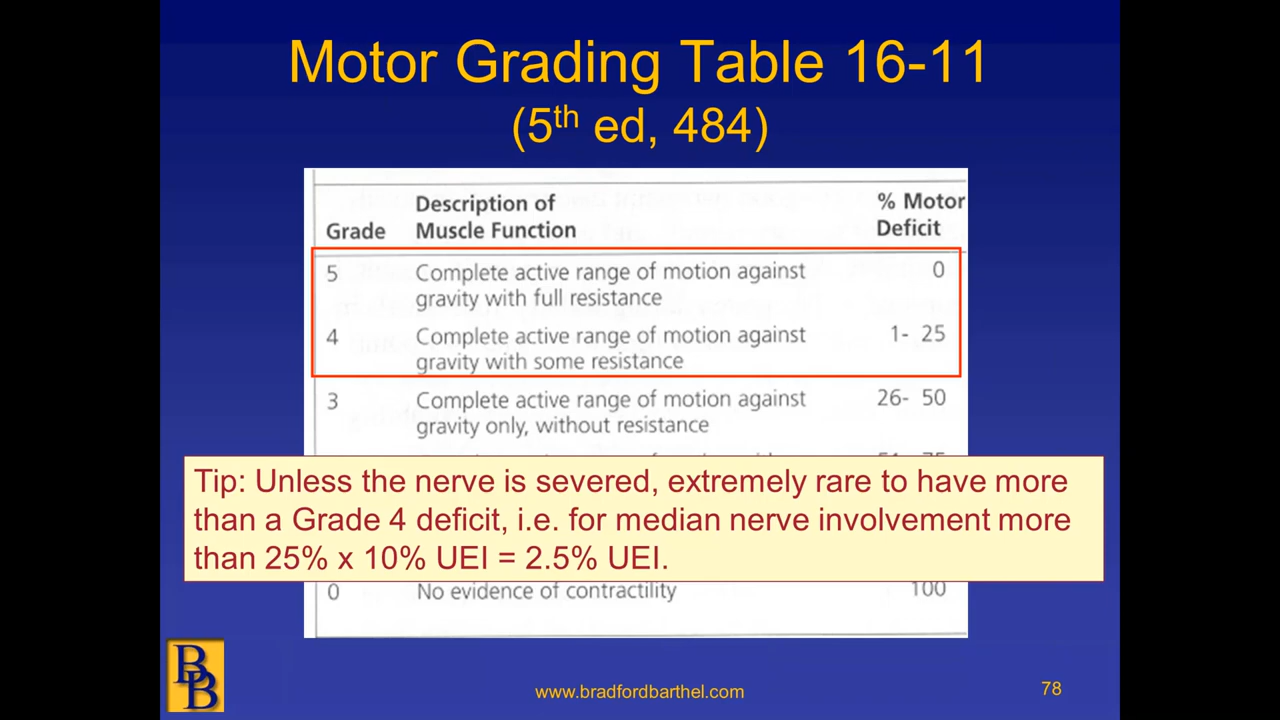 Motor Grading Table 16-11
(5th ed, 484)
Description of % Motor
Grade Muscle Function Deficit
5 Complete active range of motion against 0
gravity with full resistance
4 Complete active range of motion against 1- 25
gravity with some resistance
3 Complete active range of motion against 26- 50
gravity only, without resistance
Tip: Unless the nerve is severed, extremely rare to have more
than a Grade 4 deficit, i.e. for median nerve involvement more
than 25% x 10% UEI = 2.5% UEI.
0 No evidence of contractility 100
BB
www.bradfordbarthel.com
78